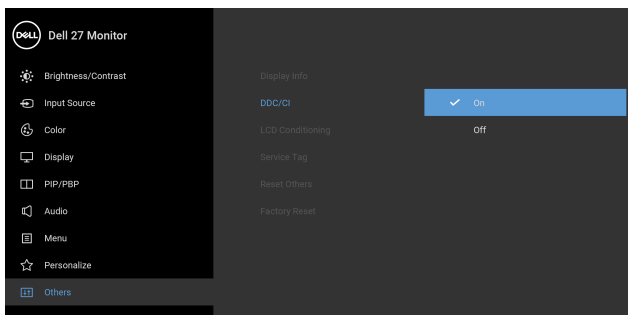 DELL
Dell 27 Monitor
Brightness/Contrast
Input Source
Color
Display
PIP/PBP
Audio
Menu
Personalize
Others
Display Info
DDC/CI
LCD Conditioning
Service Tag
Reset Others
Factory Reset
On
Off